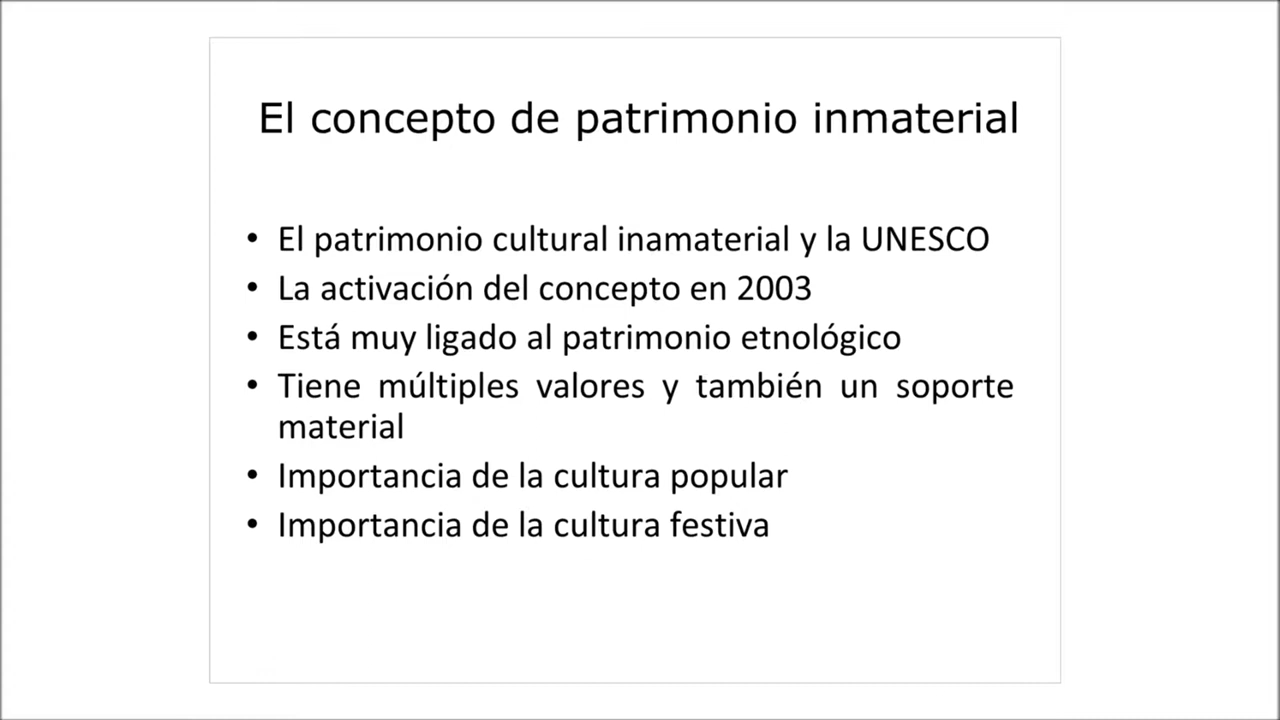 El concepto de patrimonio inmaterial
• El patrimonio cultural inamaterial y la UNESCO
• La activación del concepto en 2003
• Está muy ligado al patrimonio etnológico
• Tiene múltiples valores y también un soporte
material
• Importancia de la cultura popular
• Importancia de la cultura festiva